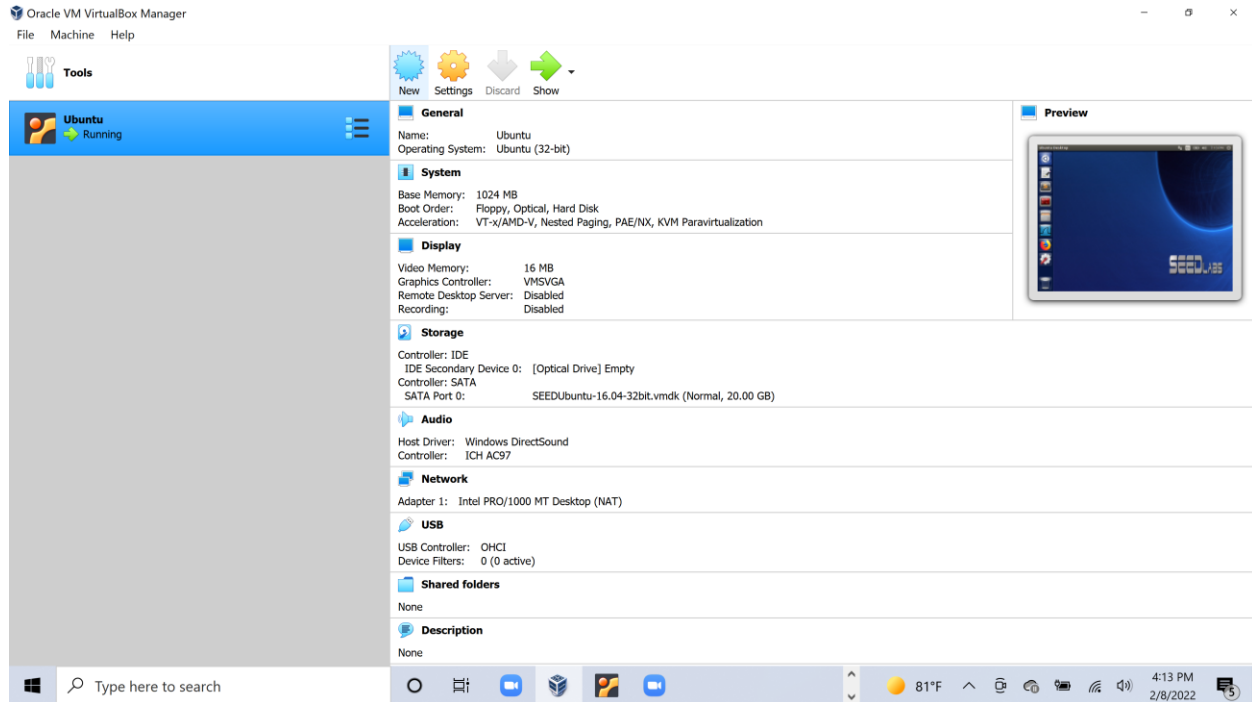 Oracle VM VirtualBox Manager
File Machine Help
Tools
New Settings Discard Show
Ubuntu
Running
General
Name: Ubuntu
Operating System: Ubuntu (32-bit)
System
Base Memory: 1024 MB
Boot Order: Floppy, Optical, Hard Disk
Acceleration: VT-x/AMD-V, Nested Paging, PAE/NX, KVM Paravirtualization
Display
Video Memory: 16 MB
Graphics Controller: VMSVGA
Remote Desktop Server: Disabled
Recording: Disabled
Preview
SEEDLABS
Storage
Controller: IDE
IDE Secondary Device 0: [Optical Drive] Empty
Controller: SATA
SATA Port 0: SEEDUbuntu-16.04-32bit.vmdk (Normal, 20.00 GB)
Audio
Host Driver: Windows DirectSound
Controller: ICH AC97
Network
Adapter 1: Intel PRO/1000 MT Desktop (NAT)
USB
USB Controller: OHCI
Device Filters: 0 (0 active)
Shared folders
None
Description
None
Type here to search
81°F
4:13 PM
2/8/2022
5